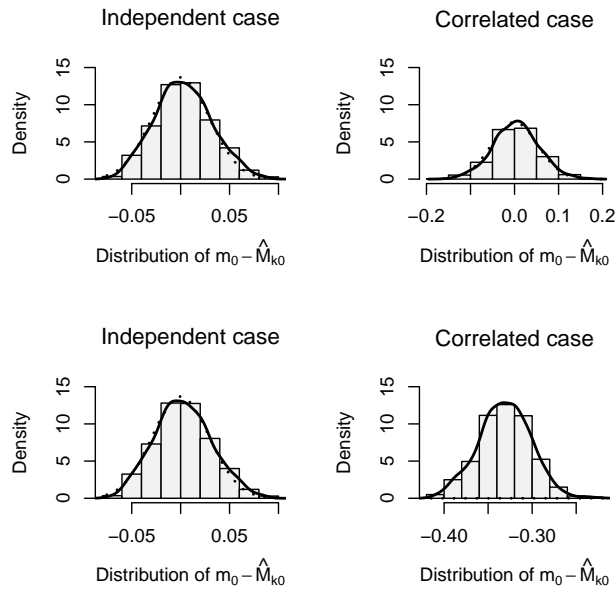 Independent case
Density
0 5 10 15
−0.05 0.05
Distribution of m₀ − M̂ₖ₀
Correlated case
Density
0 5 10 15
−0.2 0.0 0.1 0.2
Distribution of m₀ − M̂ₖ₀
Independent case
Density
0 5 10 15
−0.05 0.05
Distribution of m₀ − M̂ₖ₀
Correlated case
Density
0 5 10 15
−0.40 −0.30
Distribution of m₀ − M̂ₖ₀